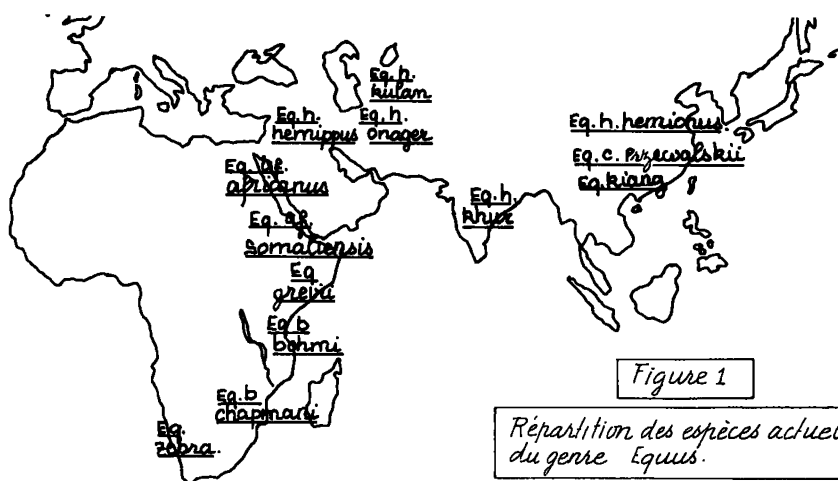 Eq. h.
kulan
Eq. h.
hemippus
Eq. h.
onager
Eq. h. hemionus
Eq. c. Przewalskii
Eq. kiang
Eq. af.
africanus
Eq. h.
khur
Eq. af.
Somaliensis
Eq
grevii
Eq b
bohmi
Eq. b
chapmani
Eq.
zebra.
Figure 1
Répartition des espèces actuel
du genre Equus.